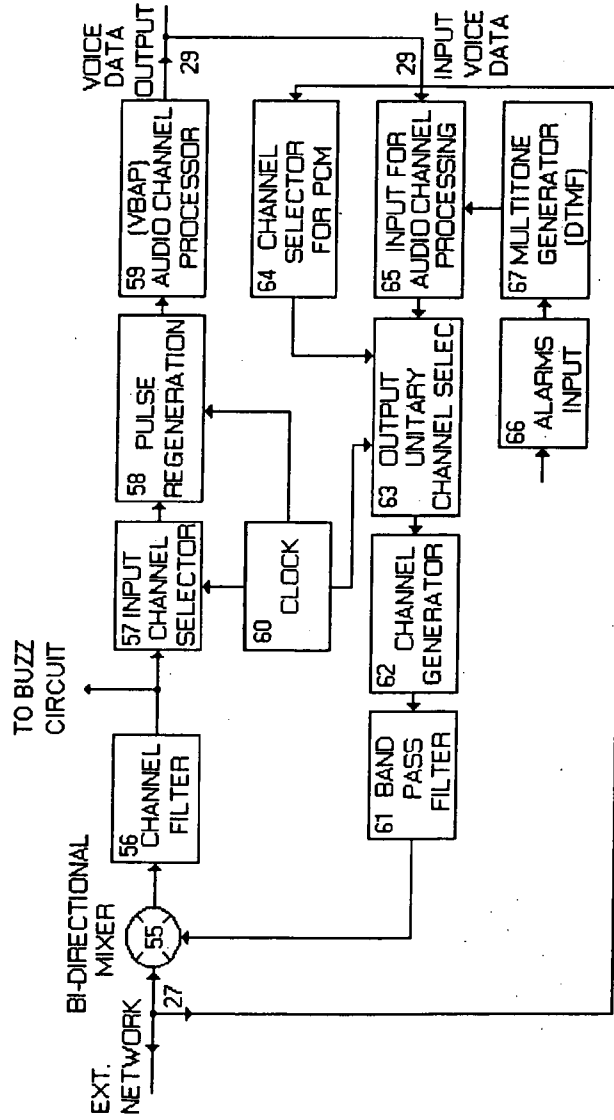 EXT.
NETWORK
27
BI-DIRECTIONAL
MIXER
55
56 CHANNEL
FILTER
TO BUZZ
CIRCUIT
57 INPUT
CHANNEL
SELECTOR
58 PULSE
REGENERATION
59 (VBAP)
AUDIO CHANNEL
PROCESSOR
VOICE
DATA
OUTPUT
29
60 CLOCK
64 CHANNEL
SELECTOR
FOR PCM
29
INPUT
VOICE
DATA
61 BAND
PASS
FILTER
62 CHANNEL
GENERATOR
63 OUTPUT
UNITARY
CHANNEL SELEC
65 INPUT FOR
AUDIO CHANNEL
PROCESSING
66 ALARMS
INPUT
67 MULTITONE
GENERATOR
(DTMF)